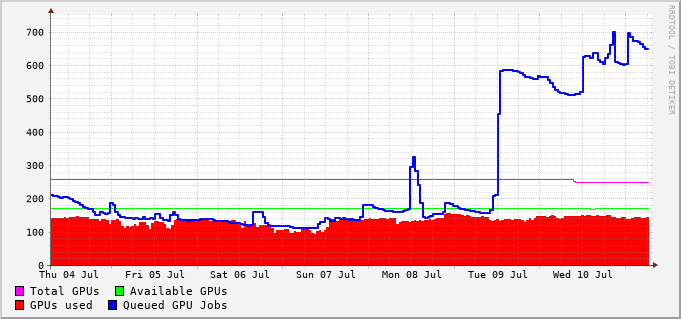 700
600
500
400
300
200
100
0
Thu 04 Jul Fri 05 Jul Sat 06 Jul Sun 07 Jul Mon 08 Jul Tue 09 Jul Wed 10 Jul
Total GPUs Available GPUs
GPUs used Queued GPU Jobs
RRDTOOL / TOBI OETIKER